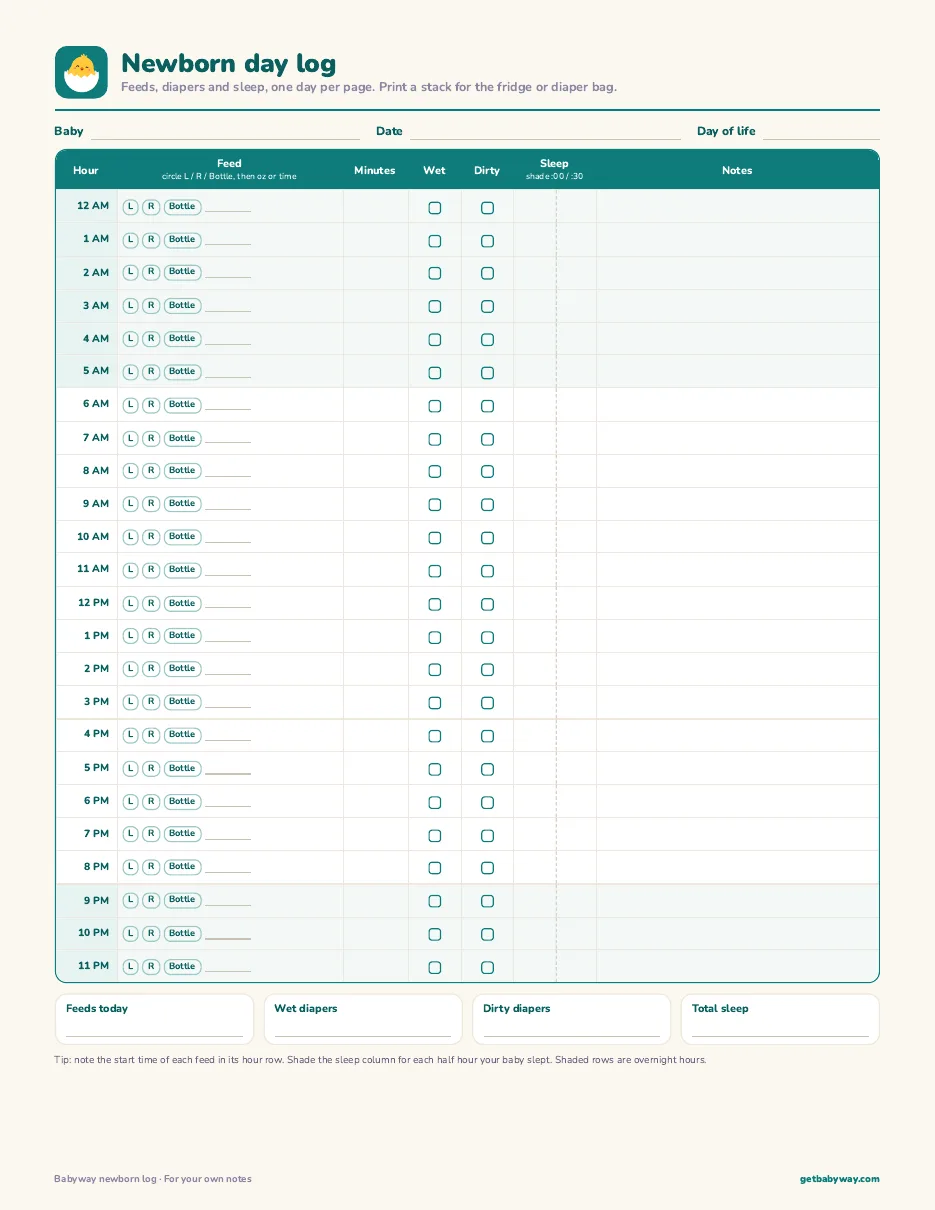 Newborn day log
Feeds, diapers and sleep, one day per page. Print a stack for the fridge or diaper bag.
Baby Date Day of life
Hour Feed Minutes Wet Dirty Sleep Notes
circle L / R / Bottle, then oz or time shade :00 / :30
12 AM L R Bottle
1 AM L R Bottle
2 AM L R Bottle
3 AM L R Bottle
4 AM L R Bottle
5 AM L R Bottle
6 AM L R Bottle
7 AM L R Bottle
8 AM L R Bottle
9 AM L R Bottle
10 AM L R Bottle
11 AM L R Bottle
12 PM L R Bottle
1 PM L R Bottle
2 PM L R Bottle
3 PM L R Bottle
4 PM L R Bottle
5 PM L R Bottle
6 PM L R Bottle
7 PM L R Bottle
8 PM L R Bottle
9 PM L R Bottle
10 PM L R Bottle
11 PM L R Bottle
Feeds today Wet diapers Dirty diapers Total sleep
Tip: note the start time of each feed in its hour row. Shade the sleep column for each half hour your baby slept. Shaded rows are overnight hours.
Babyway newborn log · For your own notes getbabyway.com